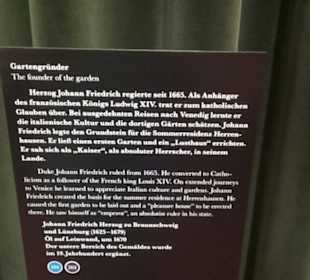 Gartengründer
The founder of the garden
Herzog Johann Friedrich regierte seit 1665. Als Anhänger
des französischen Königs Ludwig XIV. trat er zum katholischen
Glauben über. Bei ausgedehnten Reisen nach Venedig lernte er
die italienische Kultur und die dortigen Gärten schätzen. Johann
Friedrich legte den Grundstein für die Sommerresidenz Herren-
hausen. Er ließ einen ersten Garten und ein „Lusthaus" errichten.
Er sah sich als „Kaiser", als absoluter Herrscher, in seinem
Lande.
Duke Johann Friedrich ruled from 1665. He converted to Catho-
licism as a follower of the French king Louis XIV. On extended journeys
to Venice he learned to appreciate Italian culture and gardens. Johann
Friedrich created the basis for the summer residence at Herrenhausen. He
caused the first garden to be laid out and a "pleasure house" to be erected
there. He saw himself as "emperor", an absolutist ruler in his state.
Johann Friedrich Herzog zu Braunschweig
und Lüneburg (1625–1679)
Öl auf Leinwand, um 1670
Der untere Bereich des Gemäldes wurde
im 19. Jahrhundert ergänzt.